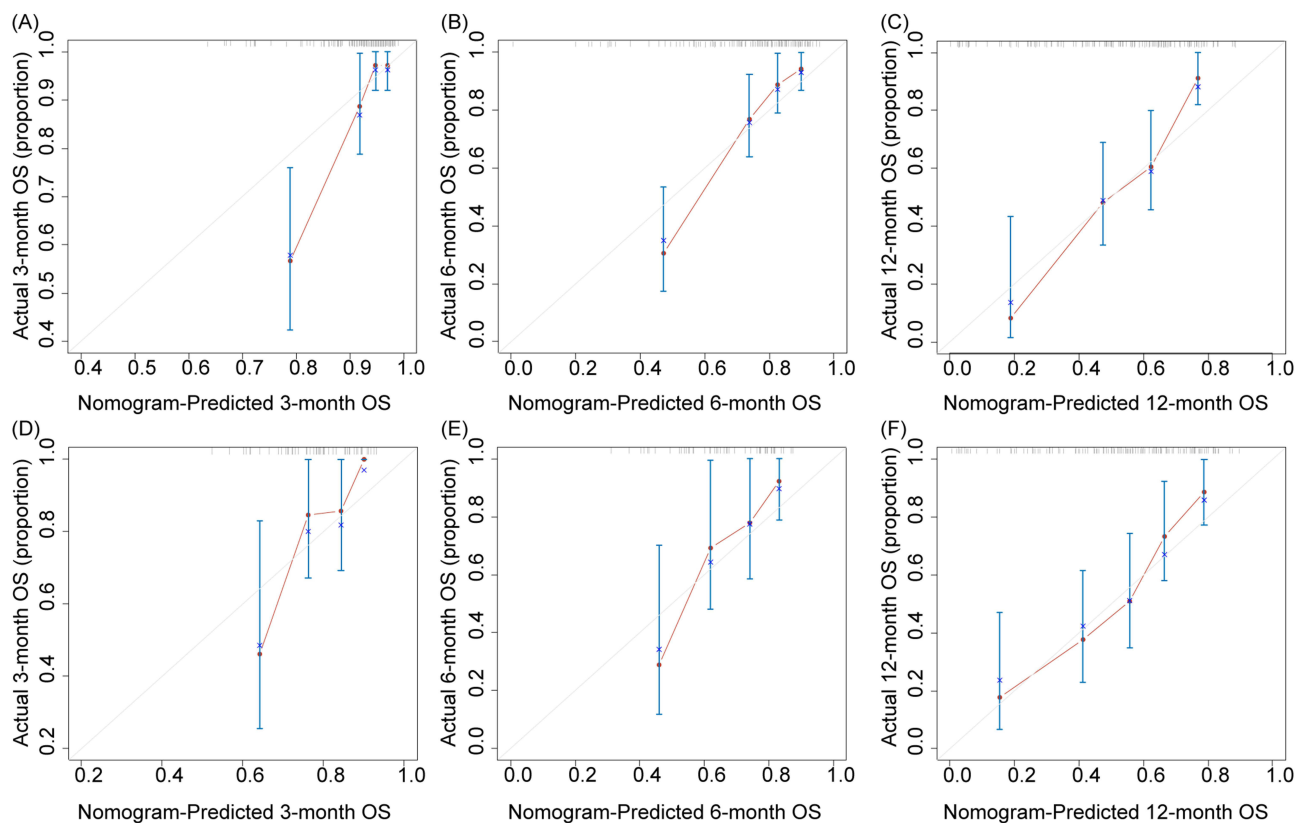 (A)
Actual 3-month OS (proportion)
1.0
0.9
0.8
0.7
0.6
0.5
0.4
0.4 0.5 0.6 0.7 0.8 0.9 1.0
Nomogram-Predicted 3-month OS
(B)
Actual 6-month OS (proportion)
1.0
0.8
0.6
0.4
0.2
0.0
0.0 0.2 0.4 0.6 0.8 1.0
Nomogram-Predicted 6-month OS
(C)
Actual 12-month OS (proportion)
1.0
0.8
0.6
0.4
0.2
0.0
0.0 0.2 0.4 0.6 0.8 1.0
Nomogram-Predicted 12-month OS
(D)
Actual 3-month OS (proportion)
1.0
0.8
0.6
0.4
0.2
0.2 0.4 0.6 0.8 1.0
Nomogram-Predicted 3-month OS
(E)
Actual 6-month OS (proportion)
1.0
0.8
0.6
0.4
0.2
0.0
0.0 0.2 0.4 0.6 0.8 1.0
Nomogram-Predicted 6-month OS
(F)
Actual 12-month OS (proportion)
1.0
0.8
0.6
0.4
0.2
0.0
0.0 0.2 0.4 0.6 0.8 1.0
Nomogram-Predicted 12-month OS